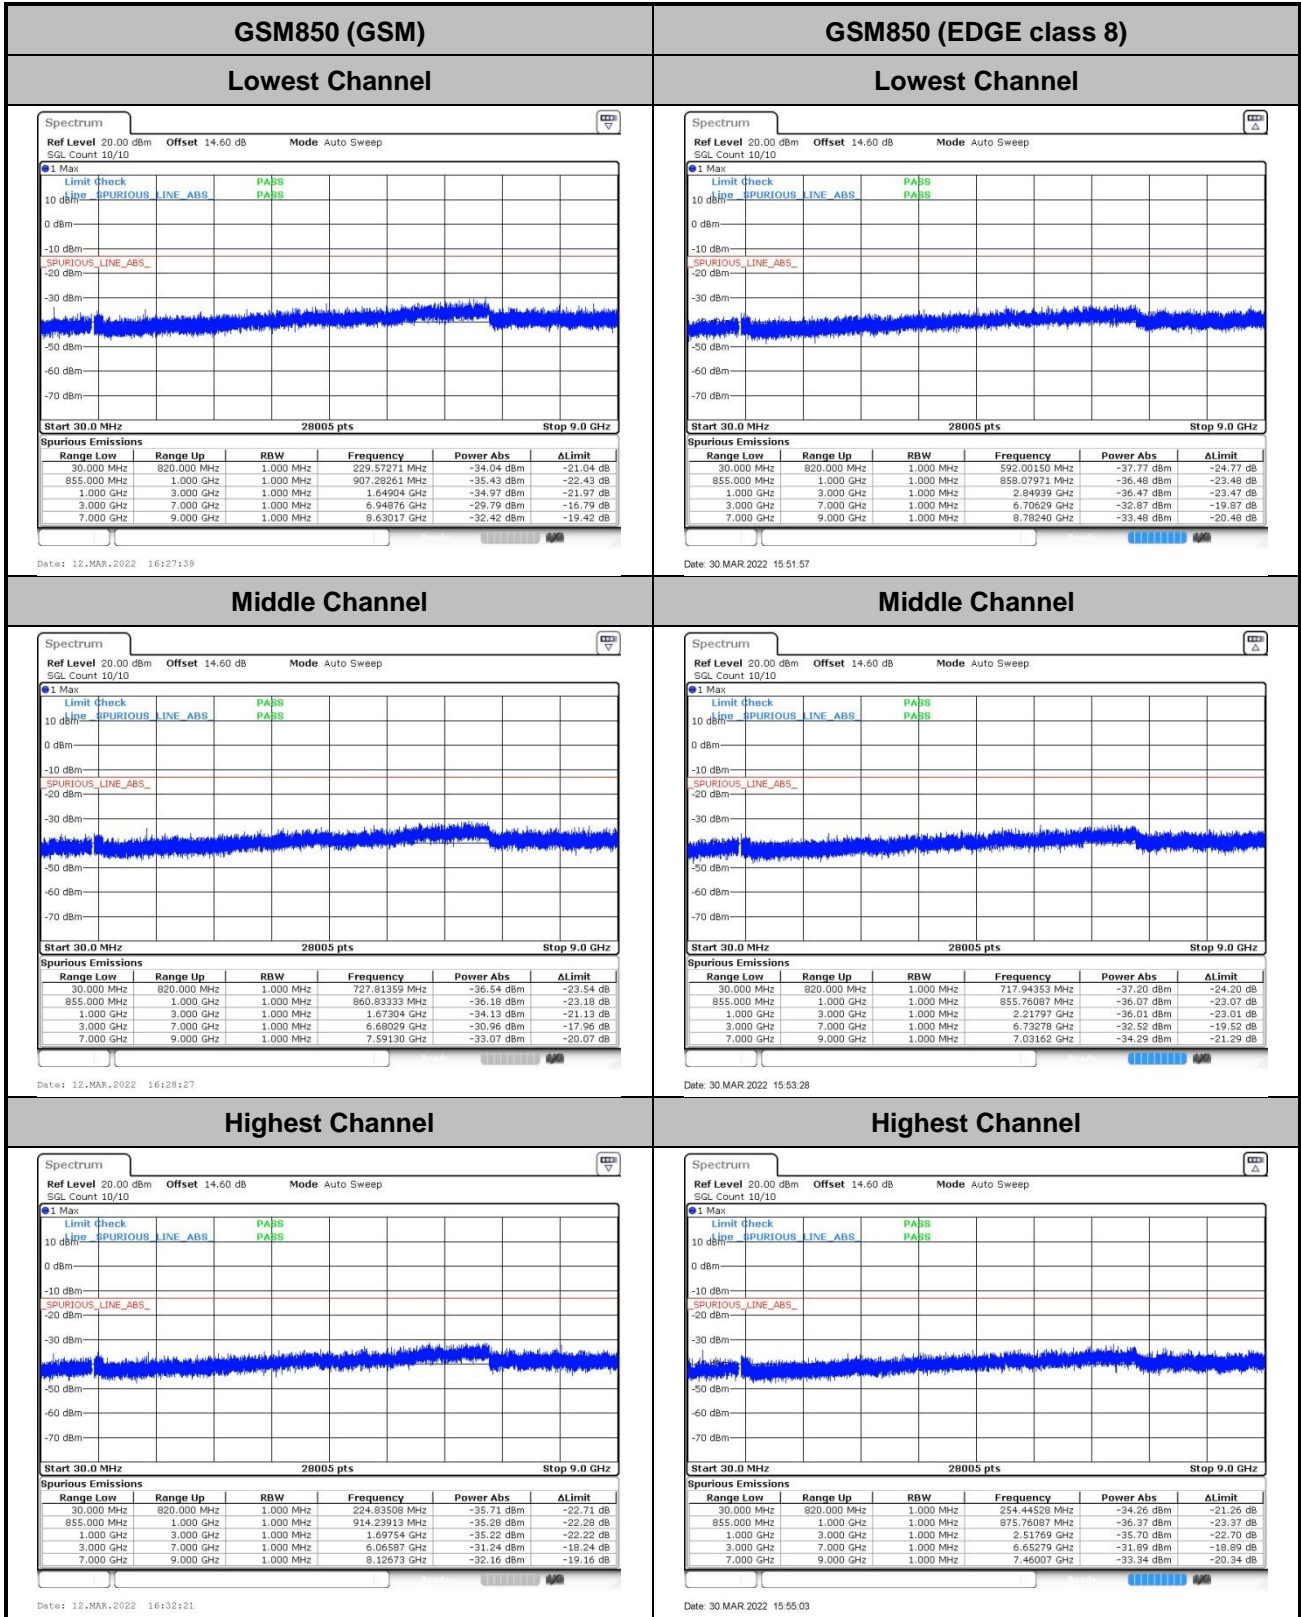 GSM850 (GSM) GSM850 (EDGE class 8)
Lowest Channel Lowest Channel
Spectrum
Ref Level 20.00 dBm Offset 14.60 dB Mode Auto Sweep
SGL Count 10/10
1 Max
Limit Check PASS
10 dBm Line _SPURIOUS_LINE_ABS_ PASS
0 dBm
-10 dBm
_SPURIOUS_LINE_ABS_
-20 dBm
-30 dBm
-50 dBm
-60 dBm
-70 dBm
Start 30.0 MHz 28005 pts Stop 9.0 GHz
Spurious Emissions
Range Low Range Up RBW Frequency Power Abs ΔLimit
30.000 MHz 820.000 MHz 1.000 MHz 229.57271 MHz -34.04 dBm -21.04 dB
855.000 MHz 1.000 GHz 1.000 MHz 907.28261 MHz -35.43 dBm -22.43 dB
1.000 GHz 3.000 GHz 1.000 MHz 1.64904 GHz -34.97 dBm -21.97 dB
3.000 GHz 7.000 GHz 1.000 MHz 6.94876 GHz -29.79 dBm -16.79 dB
7.000 GHz 9.000 GHz 1.000 MHz 8.63017 GHz -32.42 dBm -19.42 dB
Date: 12.MAR.2022 16:27:39
Spectrum
Ref Level 20.00 dBm Offset 14.60 dB Mode Auto Sweep
SGL Count 10/10
1 Max
Limit Check PASS
10 dBm Line _SPURIOUS_LINE_ABS_ PASS
0 dBm
-10 dBm
_SPURIOUS_LINE_ABS_
-20 dBm
-30 dBm
-50 dBm
-60 dBm
-70 dBm
Start 30.0 MHz 28005 pts Stop 9.0 GHz
Spurious Emissions
Range Low Range Up RBW Frequency Power Abs ΔLimit
30.000 MHz 820.000 MHz 1.000 MHz 592.00150 MHz -37.77 dBm -24.77 dB
855.000 MHz 1.000 GHz 1.000 MHz 858.07971 MHz -36.48 dBm -23.48 dB
1.000 GHz 3.000 GHz 1.000 MHz 2.84939 GHz -36.47 dBm -23.47 dB
3.000 GHz 7.000 GHz 1.000 MHz 6.70629 GHz -32.87 dBm -19.87 dB
7.000 GHz 9.000 GHz 1.000 MHz 8.78240 GHz -33.48 dBm -20.48 dB
Date: 30.MAR.2022 15:51:57
Middle Channel Middle Channel
Spectrum
Ref Level 20.00 dBm Offset 14.60 dB Mode Auto Sweep
SGL Count 10/10
1 Max
Limit Check PASS
10 dBm Line _SPURIOUS_LINE_ABS_ PASS
0 dBm
-10 dBm
_SPURIOUS_LINE_ABS_
-20 dBm
-30 dBm
-50 dBm
-60 dBm
-70 dBm
Start 30.0 MHz 28005 pts Stop 9.0 GHz
Spurious Emissions
Range Low Range Up RBW Frequency Power Abs ΔLimit
30.000 MHz 820.000 MHz 1.000 MHz 727.81359 MHz -36.54 dBm -23.54 dB
855.000 MHz 1.000 GHz 1.000 MHz 860.83333 MHz -36.18 dBm -23.18 dB
1.000 GHz 3.000 GHz 1.000 MHz 1.67304 GHz -34.13 dBm -21.13 dB
3.000 GHz 7.000 GHz 1.000 MHz 6.68029 GHz -30.96 dBm -17.96 dB
7.000 GHz 9.000 GHz 1.000 MHz 7.59130 GHz -33.07 dBm -20.07 dB
Date: 12.MAR.2022 16:28:27
Spectrum
Ref Level 20.00 dBm Offset 14.60 dB Mode Auto Sweep
SGL Count 10/10
1 Max
Limit Check PASS
10 dBm Line _SPURIOUS_LINE_ABS_ PASS
0 dBm
-10 dBm
_SPURIOUS_LINE_ABS_
-20 dBm
-30 dBm
-50 dBm
-60 dBm
-70 dBm
Start 30.0 MHz 28005 pts Stop 9.0 GHz
Spurious Emissions
Range Low Range Up RBW Frequency Power Abs ΔLimit
30.000 MHz 820.000 MHz 1.000 MHz 717.94353 MHz -37.20 dBm -24.20 dB
855.000 MHz 1.000 GHz 1.000 MHz 855.76087 MHz -36.07 dBm -23.07 dB
1.000 GHz 3.000 GHz 1.000 MHz 2.21797 GHz -36.01 dBm -23.01 dB
3.000 GHz 7.000 GHz 1.000 MHz 6.73278 GHz -32.52 dBm -19.52 dB
7.000 GHz 9.000 GHz 1.000 MHz 7.03162 GHz -34.29 dBm -21.29 dB
Date: 30.MAR.2022 15:53:28
Highest Channel Highest Channel
Spectrum
Ref Level 20.00 dBm Offset 14.60 dB Mode Auto Sweep
SGL Count 10/10
1 Max
Limit Check PASS
10 dBm Line _SPURIOUS_LINE_ABS_ PASS
0 dBm
-10 dBm
_SPURIOUS_LINE_ABS_
-20 dBm
-30 dBm
-50 dBm
-60 dBm
-70 dBm
Start 30.0 MHz 28005 pts Stop 9.0 GHz
Spurious Emissions
Range Low Range Up RBW Frequency Power Abs ΔLimit
30.000 MHz 820.000 MHz 1.000 MHz 224.83508 MHz -35.71 dBm -22.71 dB
855.000 MHz 1.000 GHz 1.000 MHz 914.23913 MHz -35.28 dBm -22.28 dB
1.000 GHz 3.000 GHz 1.000 MHz 1.69754 GHz -35.22 dBm -22.22 dB
3.000 GHz 7.000 GHz 1.000 MHz 6.06587 GHz -31.24 dBm -18.24 dB
7.000 GHz 9.000 GHz 1.000 MHz 8.12673 GHz -32.16 dBm -19.16 dB
Date: 12.MAR.2022 16:32:21
Spectrum
Ref Level 20.00 dBm Offset 14.60 dB Mode Auto Sweep
SGL Count 10/10
1 Max
Limit Check PASS
10 dBm Line _SPURIOUS_LINE_ABS_ PASS
0 dBm
-10 dBm
_SPURIOUS_LINE_ABS_
-20 dBm
-30 dBm
-50 dBm
-60 dBm
-70 dBm
Start 30.0 MHz 28005 pts Stop 9.0 GHz
Spurious Emissions
Range Low Range Up RBW Frequency Power Abs ΔLimit
30.000 MHz 820.000 MHz 1.000 MHz 254.44528 MHz -34.26 dBm -21.26 dB
855.000 MHz 1.000 GHz 1.000 MHz 875.76087 MHz -36.37 dBm -23.37 dB
1.000 GHz 3.000 GHz 1.000 MHz 2.51769 GHz -35.70 dBm -22.70 dB
3.000 GHz 7.000 GHz 1.000 MHz 6.65279 GHz -31.89 dBm -18.89 dB
7.000 GHz 9.000 GHz 1.000 MHz 7.46007 GHz -33.34 dBm -20.34 dB
Date: 30.MAR.2022 15:55:03